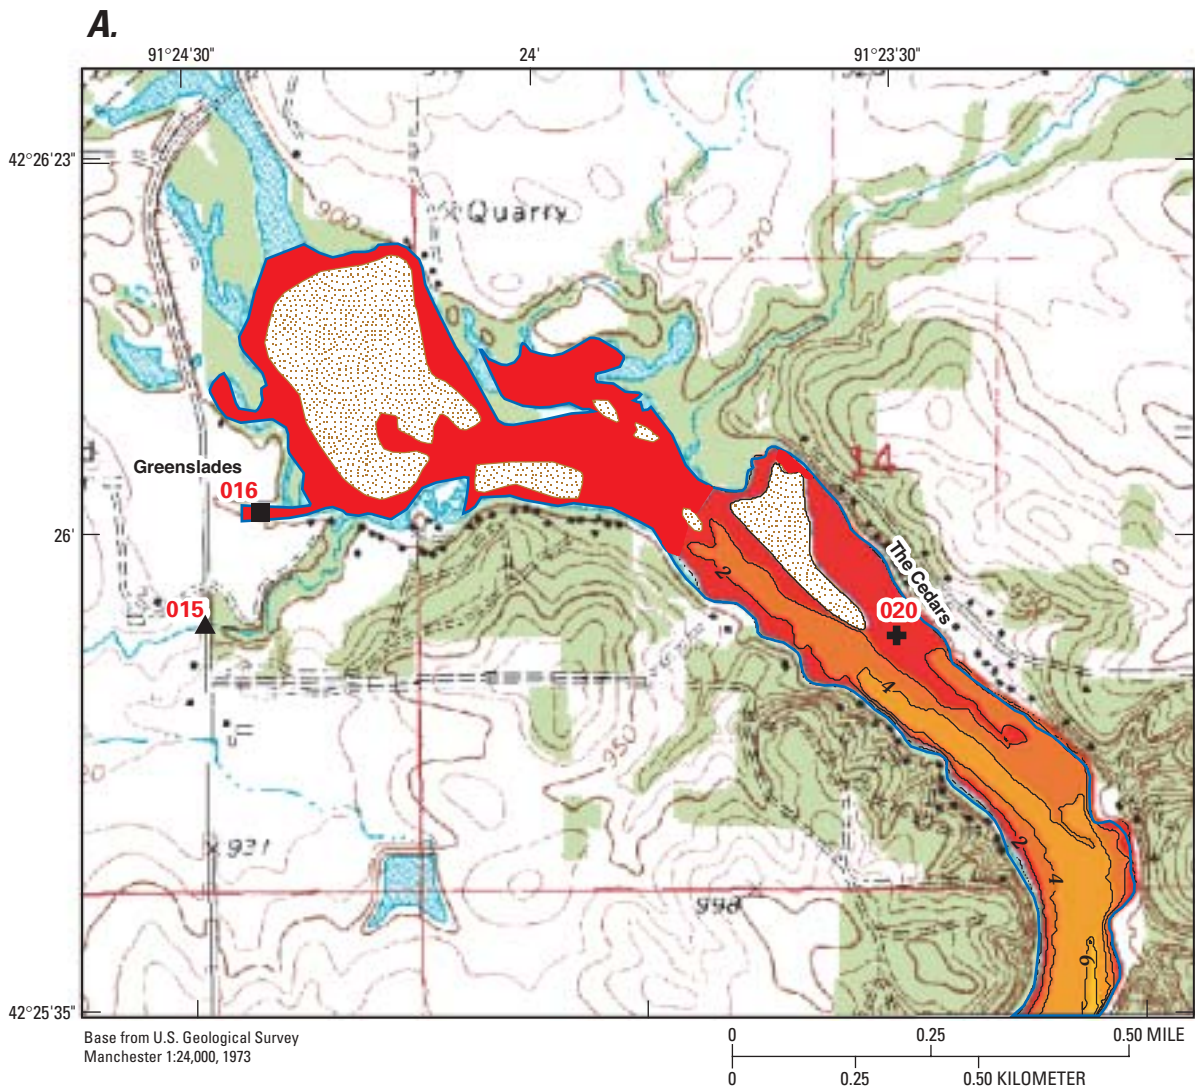 A.
91°24'30" 24' 91°23'30"
42°26'23"
900
Quarry
920
14
Greenslades
016
26'
The Cedars
2
015
020
4
950
931
2
4
998
6
42°25'35"
Base from U.S. Geological Survey
Manchester 1:24,000, 1973
0 0.25 0.50 MILE
0 0.25 0.50 KILOMETER